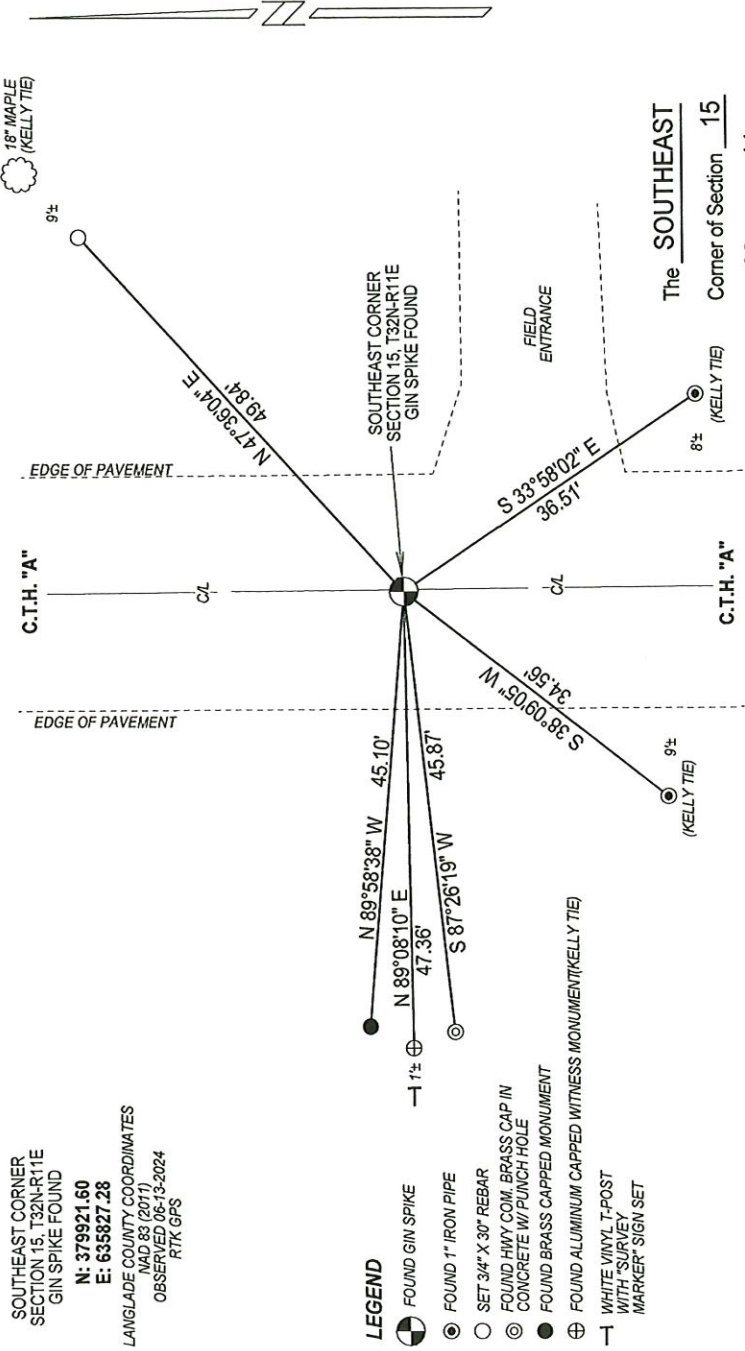 SOUTHEAST CORNER
SECTION 15, T32N-R11E
GIN SPIKE FOUND
N: 379921.60
E: 635827.28
LANGLADE COUNTY COORDINATES
NAD 83 (2011)
OBSERVED 06-13-2024
RTK GPS
LEGEND
FOUND GIN SPIKE
FOUND 1" IRON PIPE
SET 3/4" X 30" REBAR
FOUND HWY COM. BRASS CAP IN
CONCRETE W/ PUNCH HOLE
FOUND BRASS CAPPED MONUMENT
FOUND ALUMINUM CAPPED WITNESS MONUMENT(KELLY TIE)
WHITE VINYL T-POST
WITH "SURVEY
MARKER" SIGN SET
C.T.H. "A"
EDGE OF PAVEMENT
EDGE OF PAVEMENT
C/L
18" MAPLE
(KELLY TIE)
9'±
N 47°36'04" E
49.84'
SOUTHEAST CORNER
SECTION 15, T32N-R11E
GIN SPIKE FOUND
N 89°58'38" W
45.10'
N 89°08'10" E
47.36'
1'±
S 87°26'19" W
45.87'
S 38°09'05" W
34.56'
9'±
(KELLY TIE)
S 33°58'02" E
36.51'
8'±
(KELLY TIE)
FIELD
ENTRANCE
C/L
C.T.H. "A"
The SOUTHEAST
Corner of Section 15